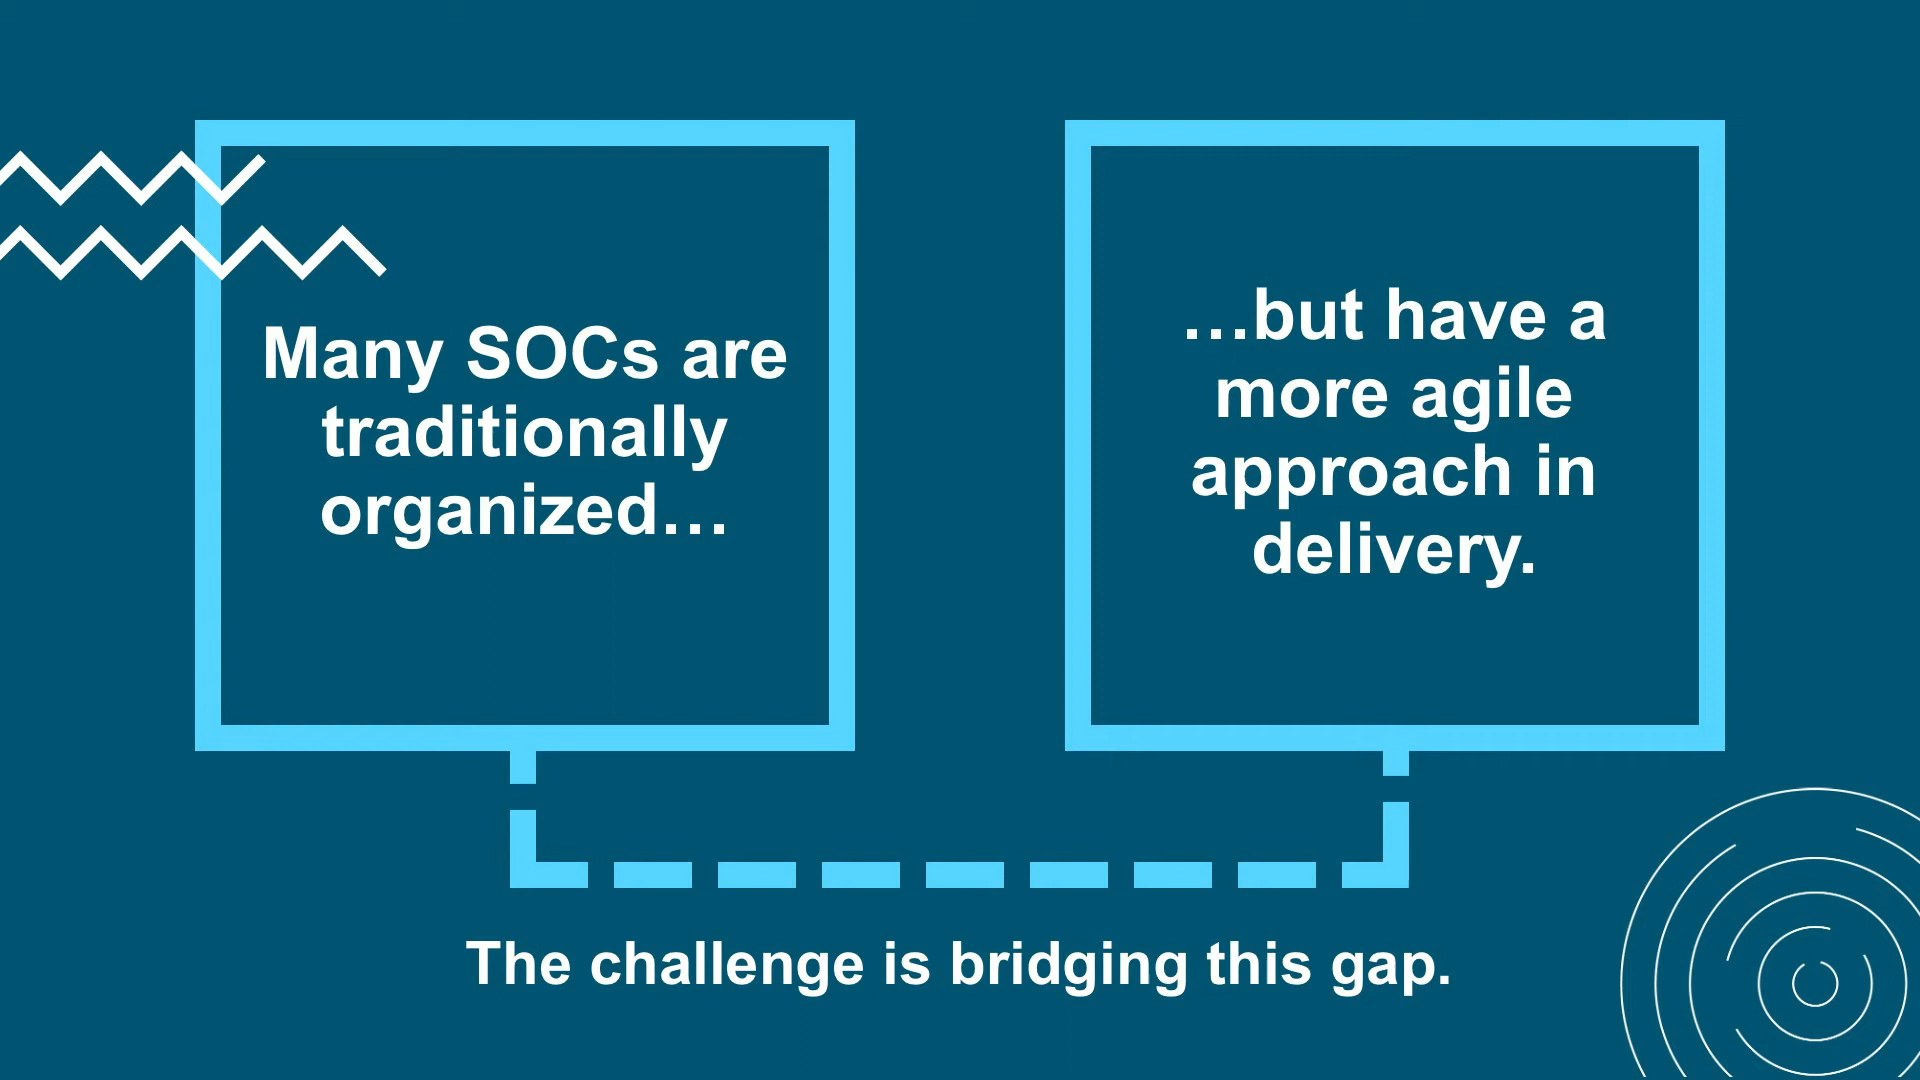 Many SOCs are
traditionally
organized…
…but have a
more agile
approach in
delivery.
The challenge is bridging this gap.